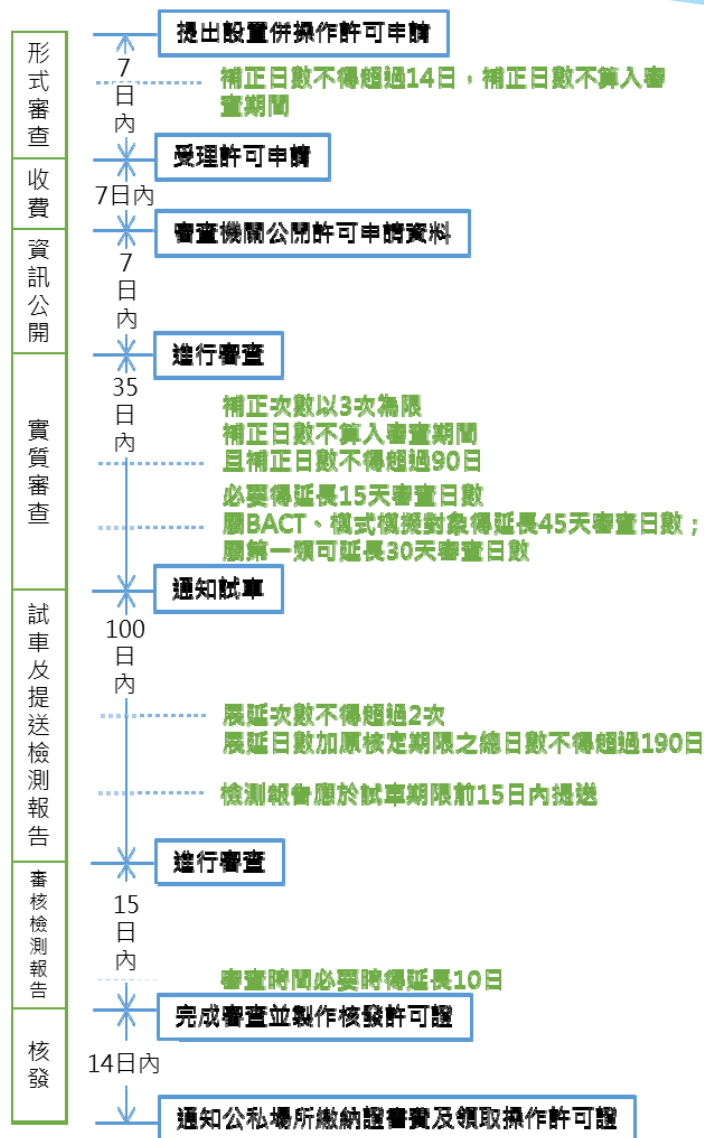 形式審查
提出設置併操作許可申請
7日內
補正日數不得超過14日，補正日數不算入審
查期間
受理許可申請
收費
7日內
審查機關公開許可申請資料
資訊公開
7日內
進行審查
實質審查
35日內
補正次數以3次為限
補正日數不算入審查期間
且補正日數不得超過90日
必要得延長15天審查日數
屬BACT、模式模擬對象得延長45天審查日數；
屬第一類可延長30天審查日數
通知試車
試車及提送檢測報告
100日內
展延次數不得超過2次
展延日數加原核定期限之總日數不得超過190日
檢測報告應於試車期限前15日內提送
進行審查
審核檢測報告
15日內
審查時間必要時得延長10日
完成審查並製作核發許可證
核發
14日內
通知公私場所繳納證書費及領取操作許可證